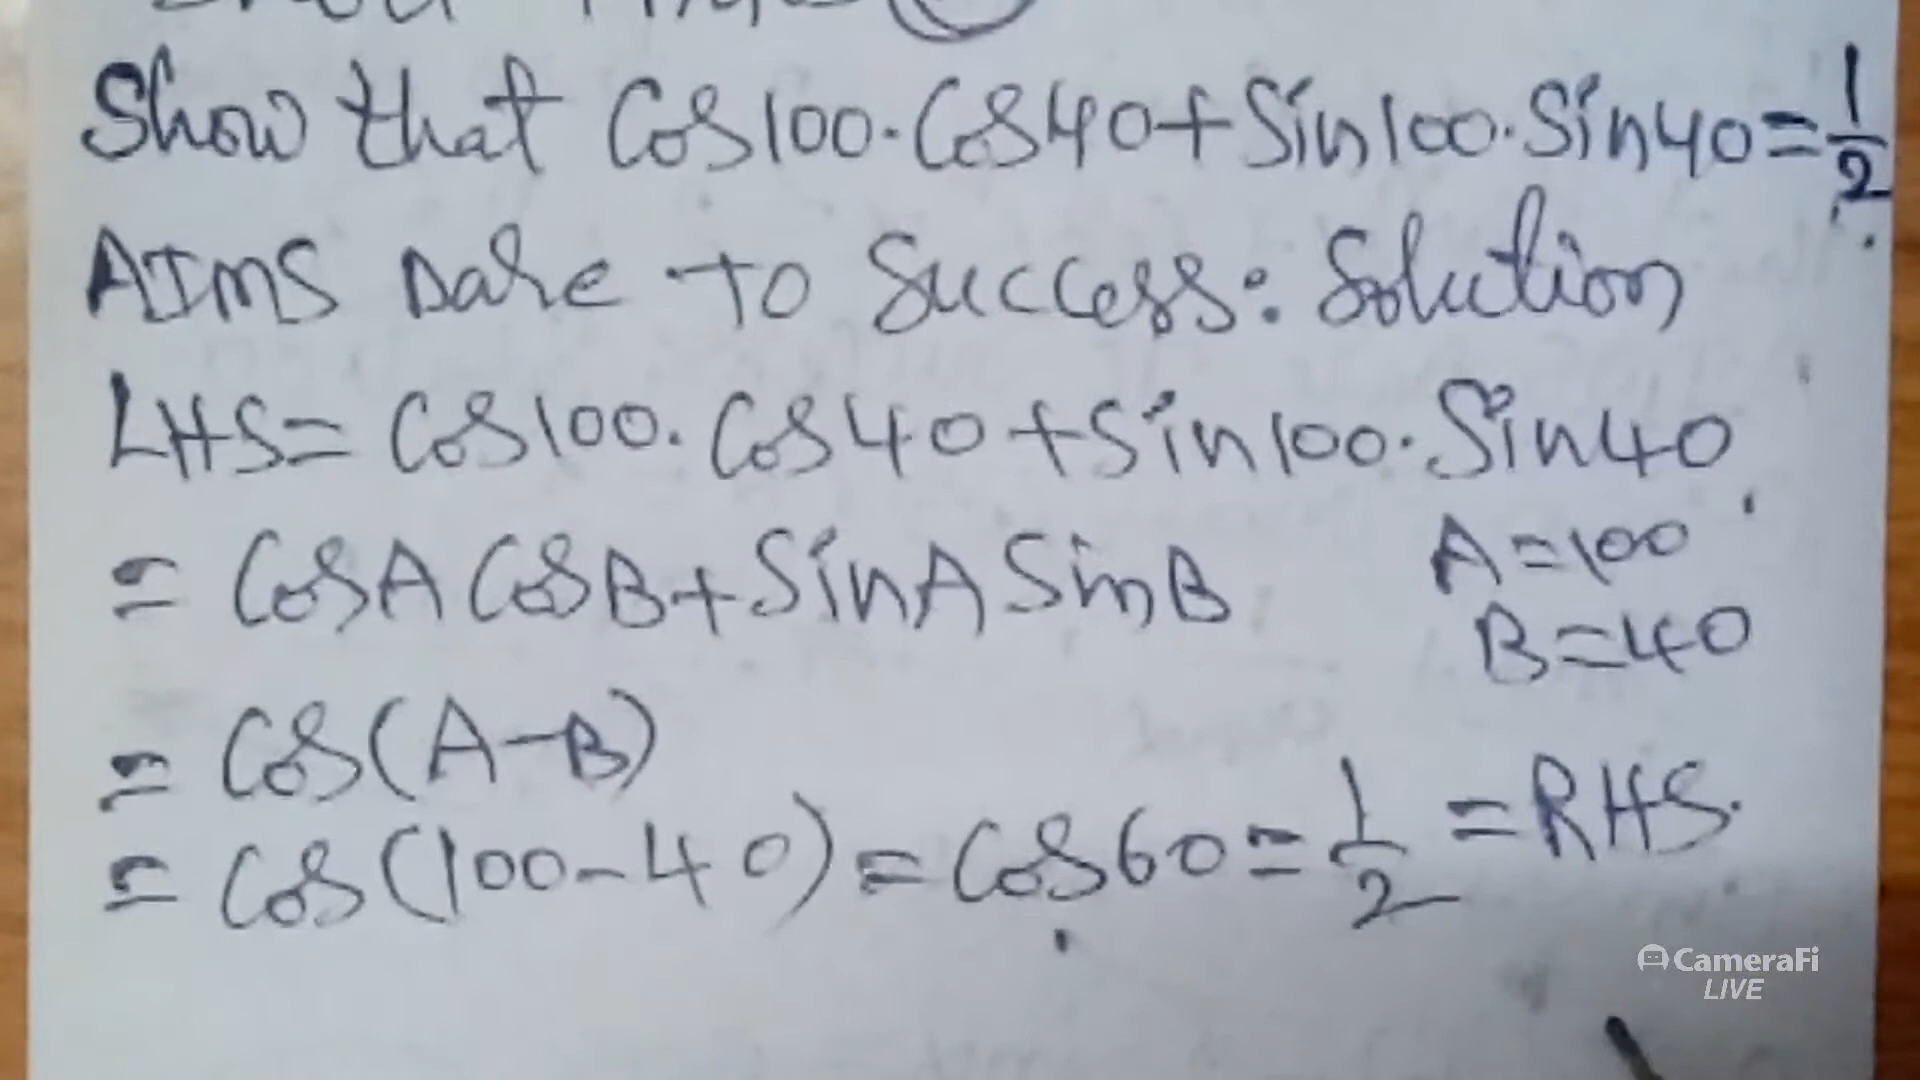 Show that Cos100.Cos40+Sin100.Sin40=1/2
AIMS Dare to Success: Solution
LHS= Cos100.Cos40+Sin100.Sin40
= CosA CosB+SinA SinB
A=100
B=40
= Cos(A-B)
= Cos(100-40)=Cos60=1/2=RHS.
CameraFi
LIVE